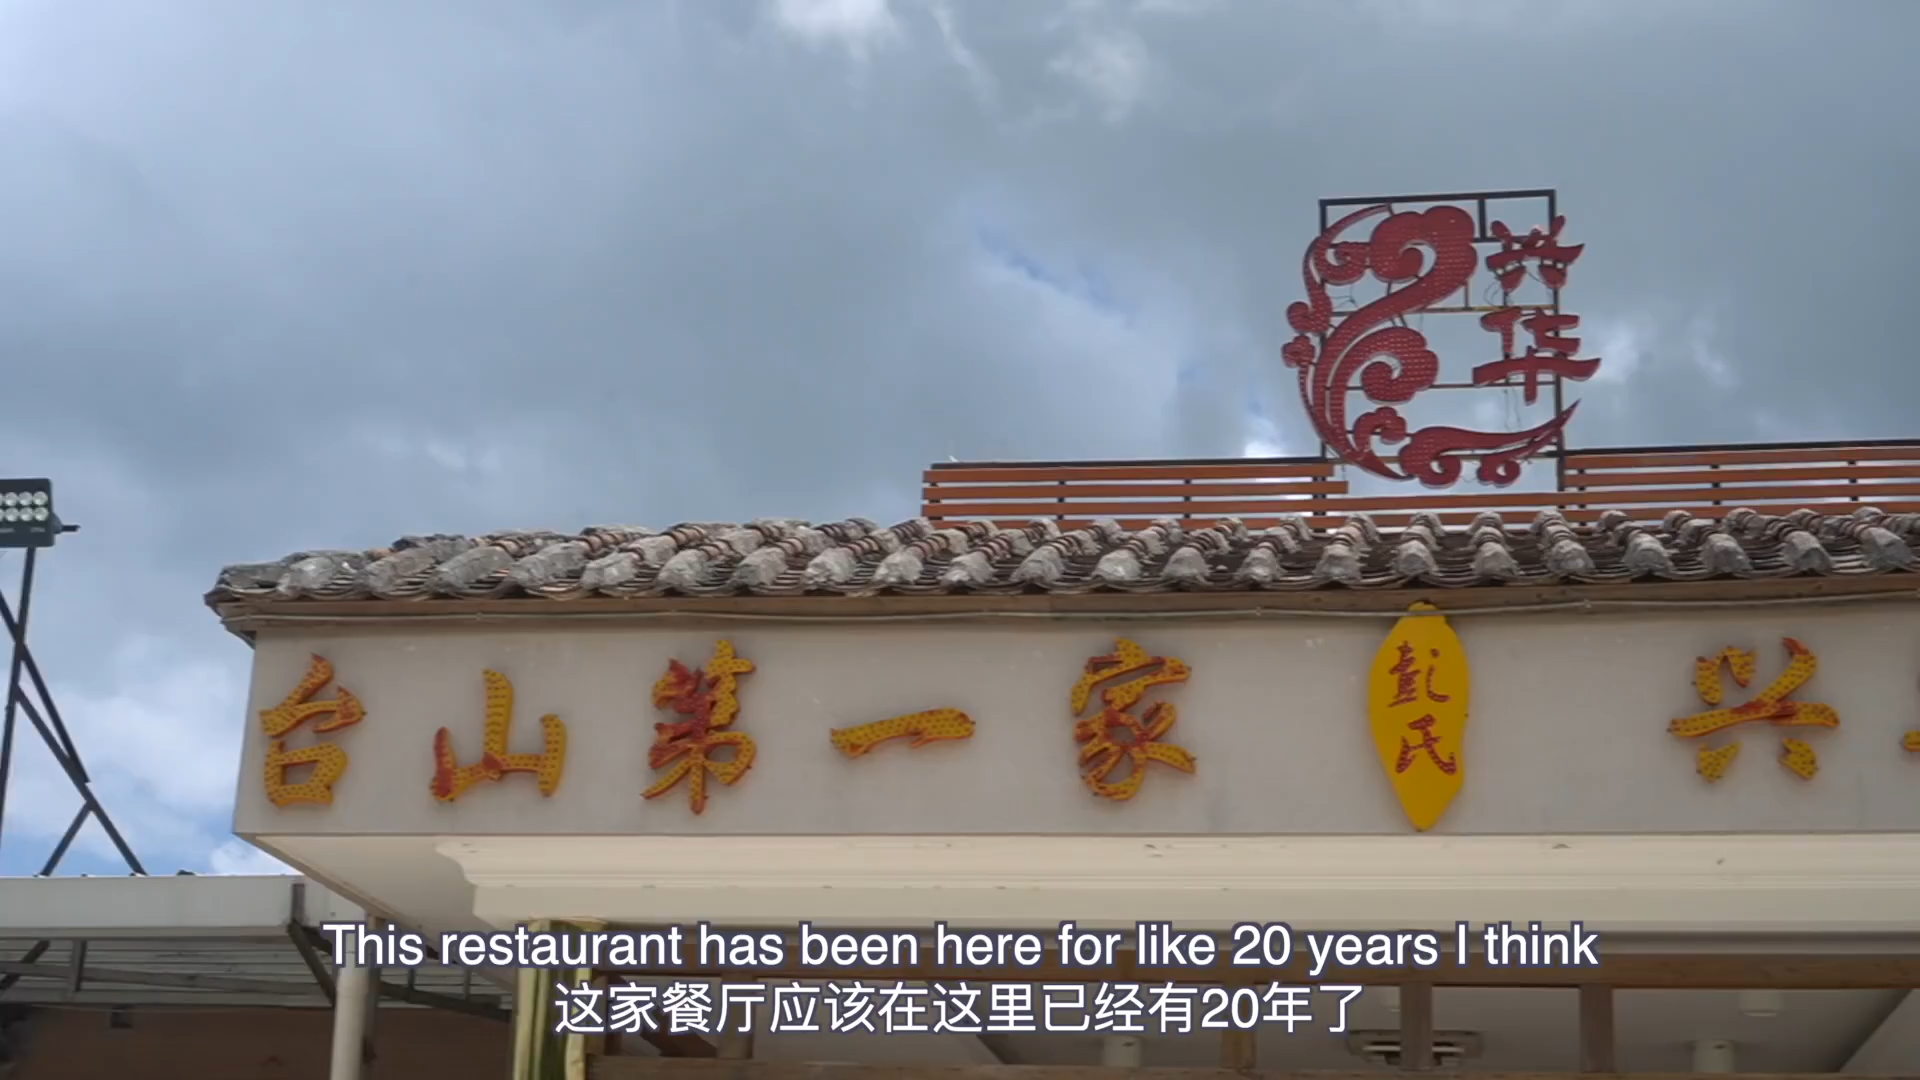 兴华
台山第一家
彭氏
兴
This restaurant has been here for like 20 years I think
这家餐厅应该在这里已经有20年了